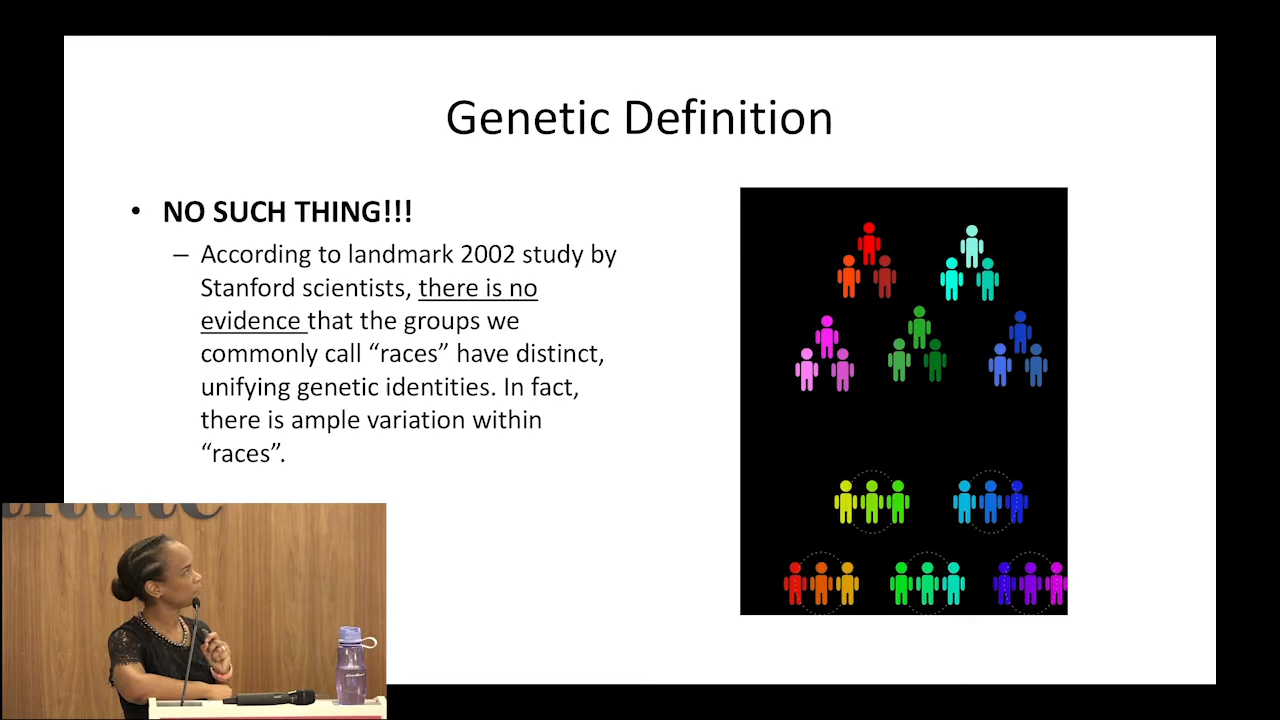 Genetic Definition
• NO SUCH THING!!!
– According to landmark 2002 study by
Stanford scientists, there is no
evidence that the groups we
commonly call “races” have distinct,
unifying genetic identities. In fact,
there is ample variation within
“races”.